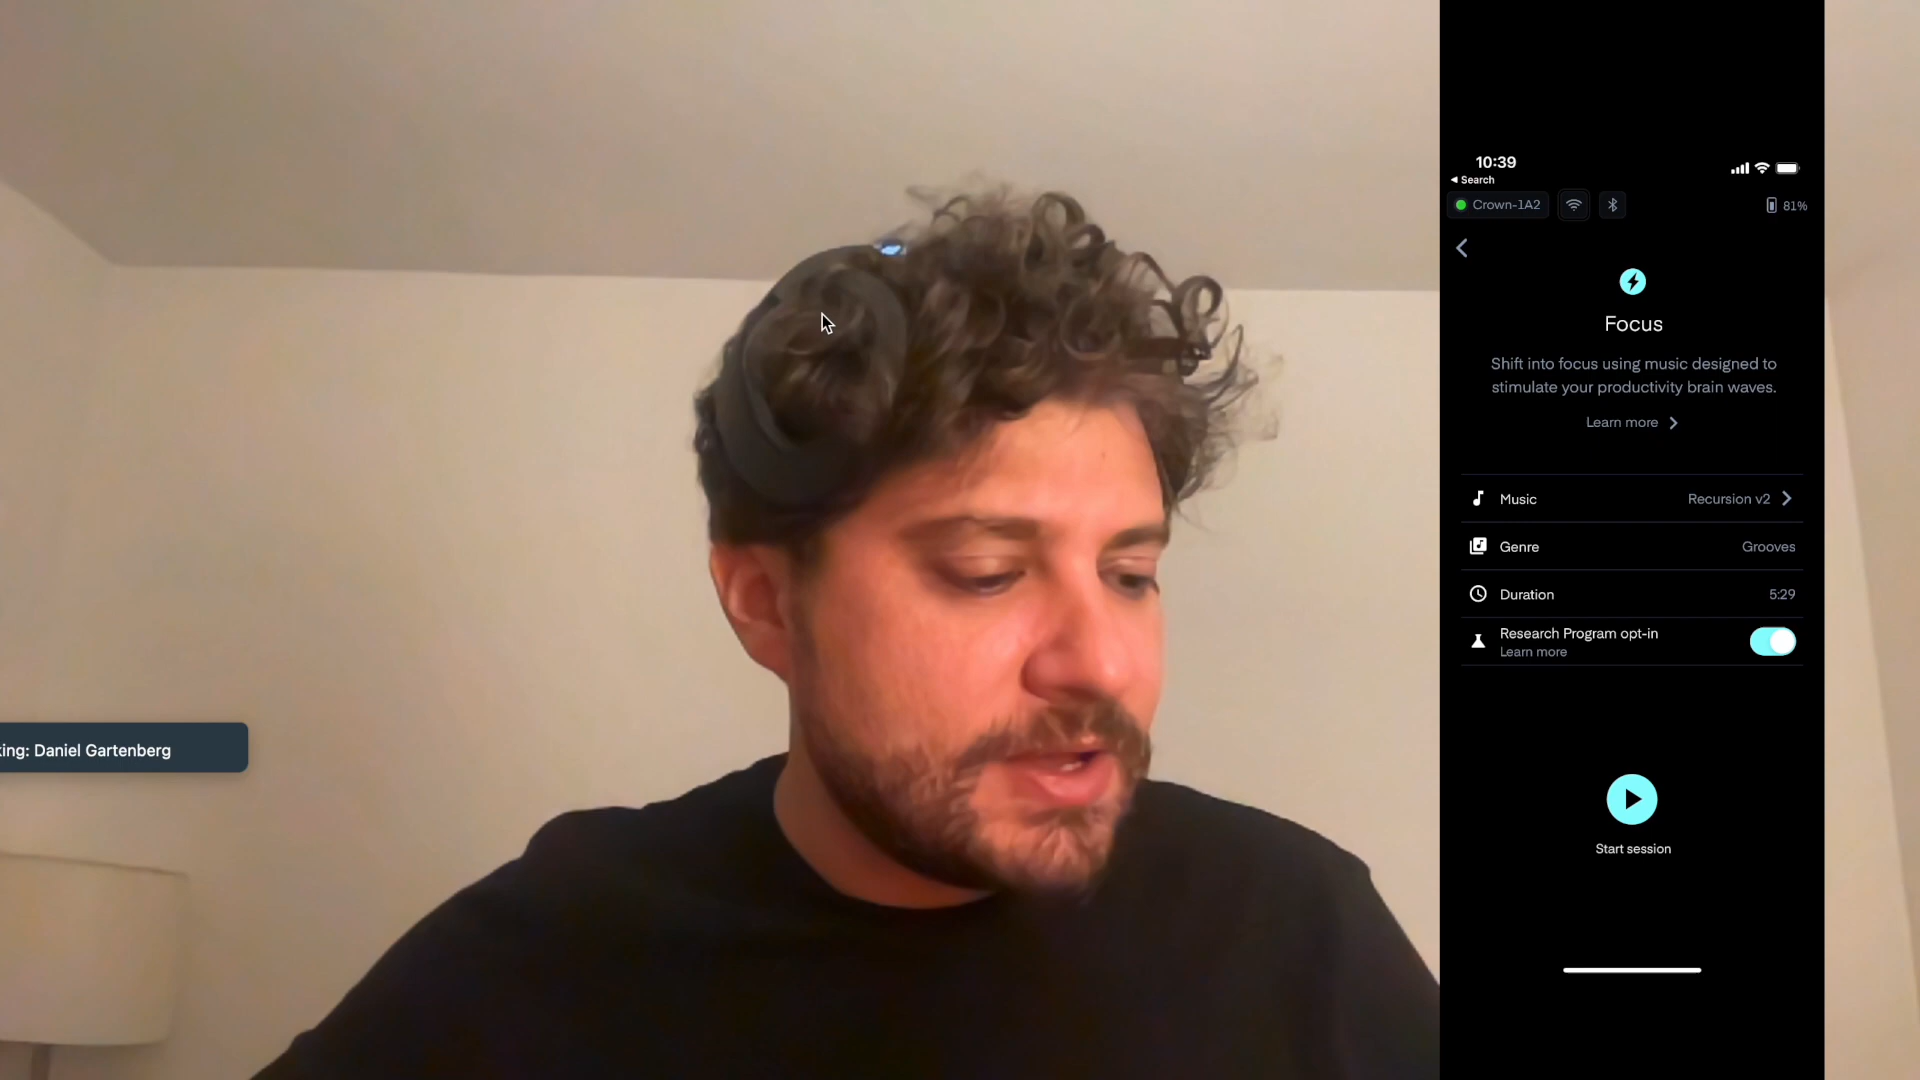 king: Daniel Gartenberg
10:39
Search
Crown-1A2
81%
Focus
Shift into focus using music designed to
stimulate your productivity brain waves.
Learn more
Music Recursion v2
Genre Grooves
Duration 5:29
Research Program opt-in
Learn more
Start session